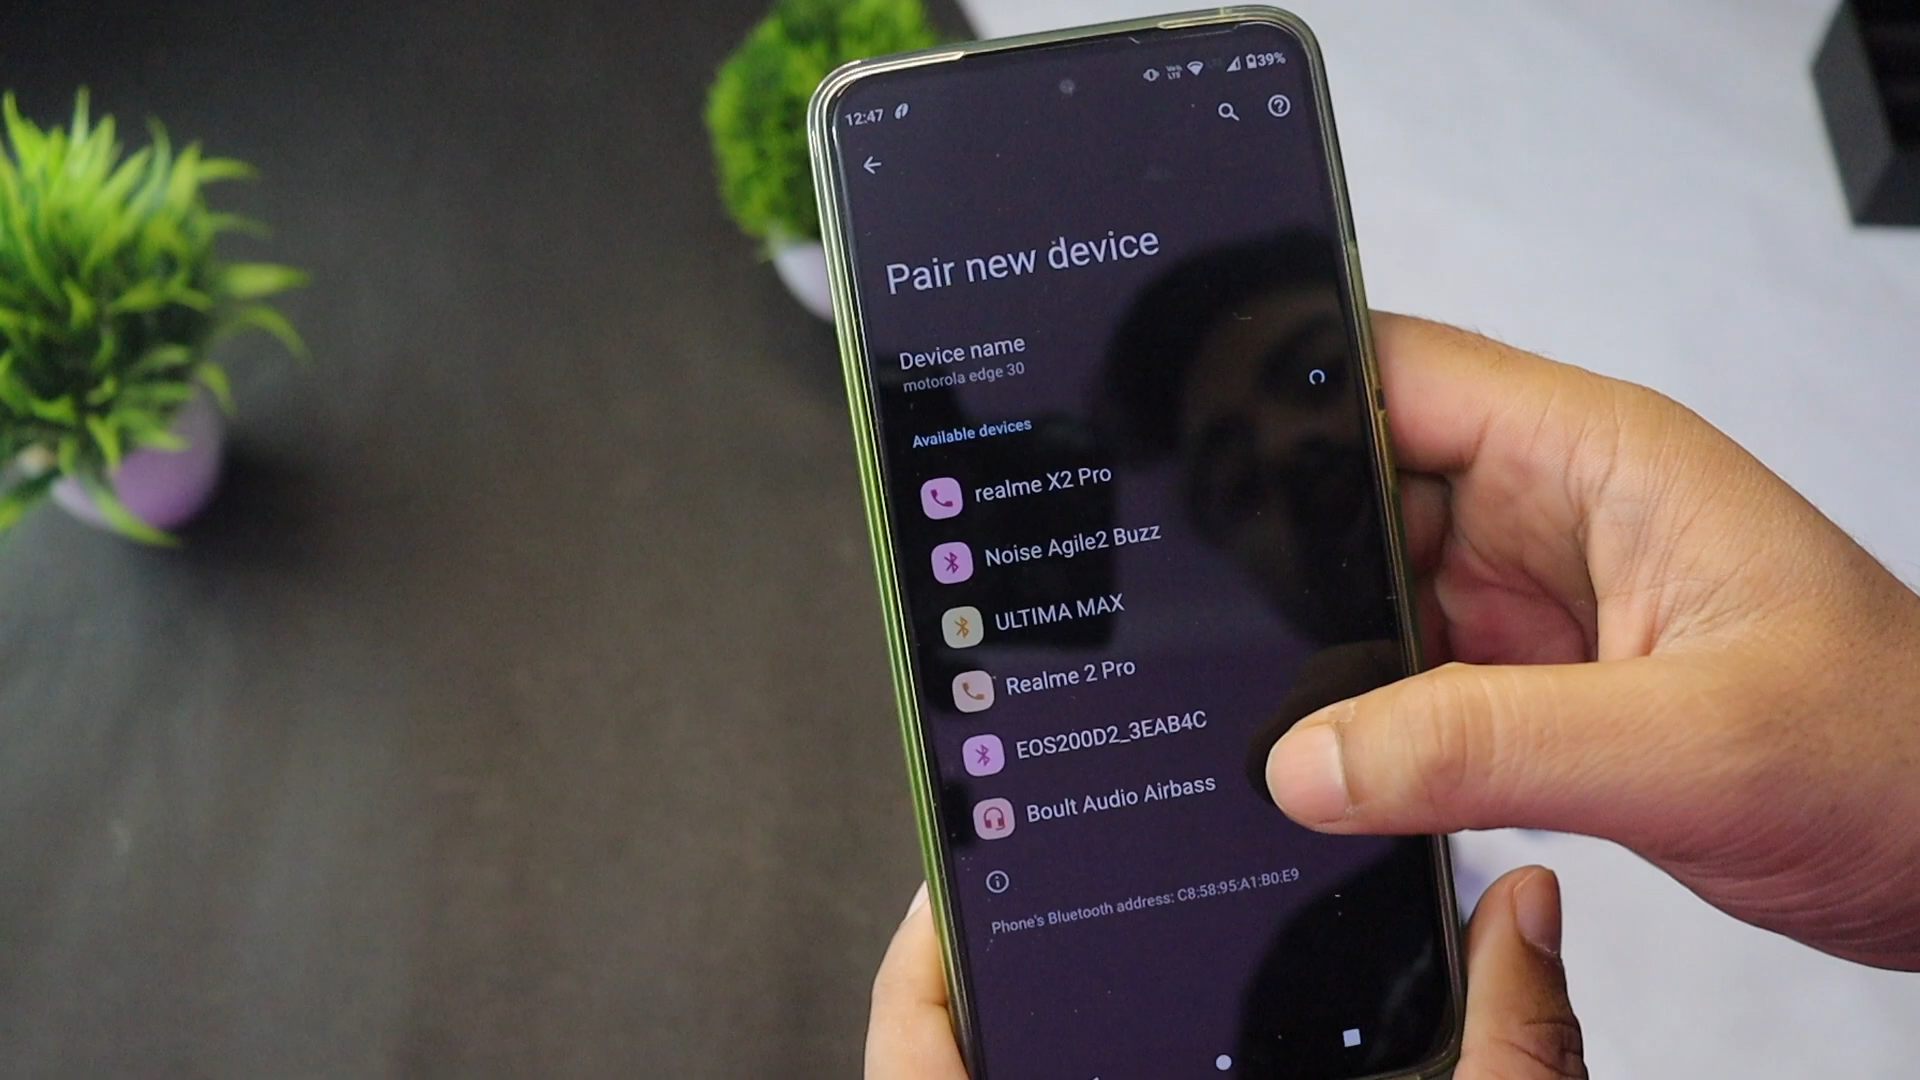 12:47
39%
Pair new device
Device name
motorola edge 30
Available devices
realme X2 Pro
Noise Agile2 Buzz
ULTIMA MAX
Realme 2 Pro
EOS200D2_3EAB4C
Boult Audio Airbass
Phone's Bluetooth address: C8:58:95:A1:B0:E9